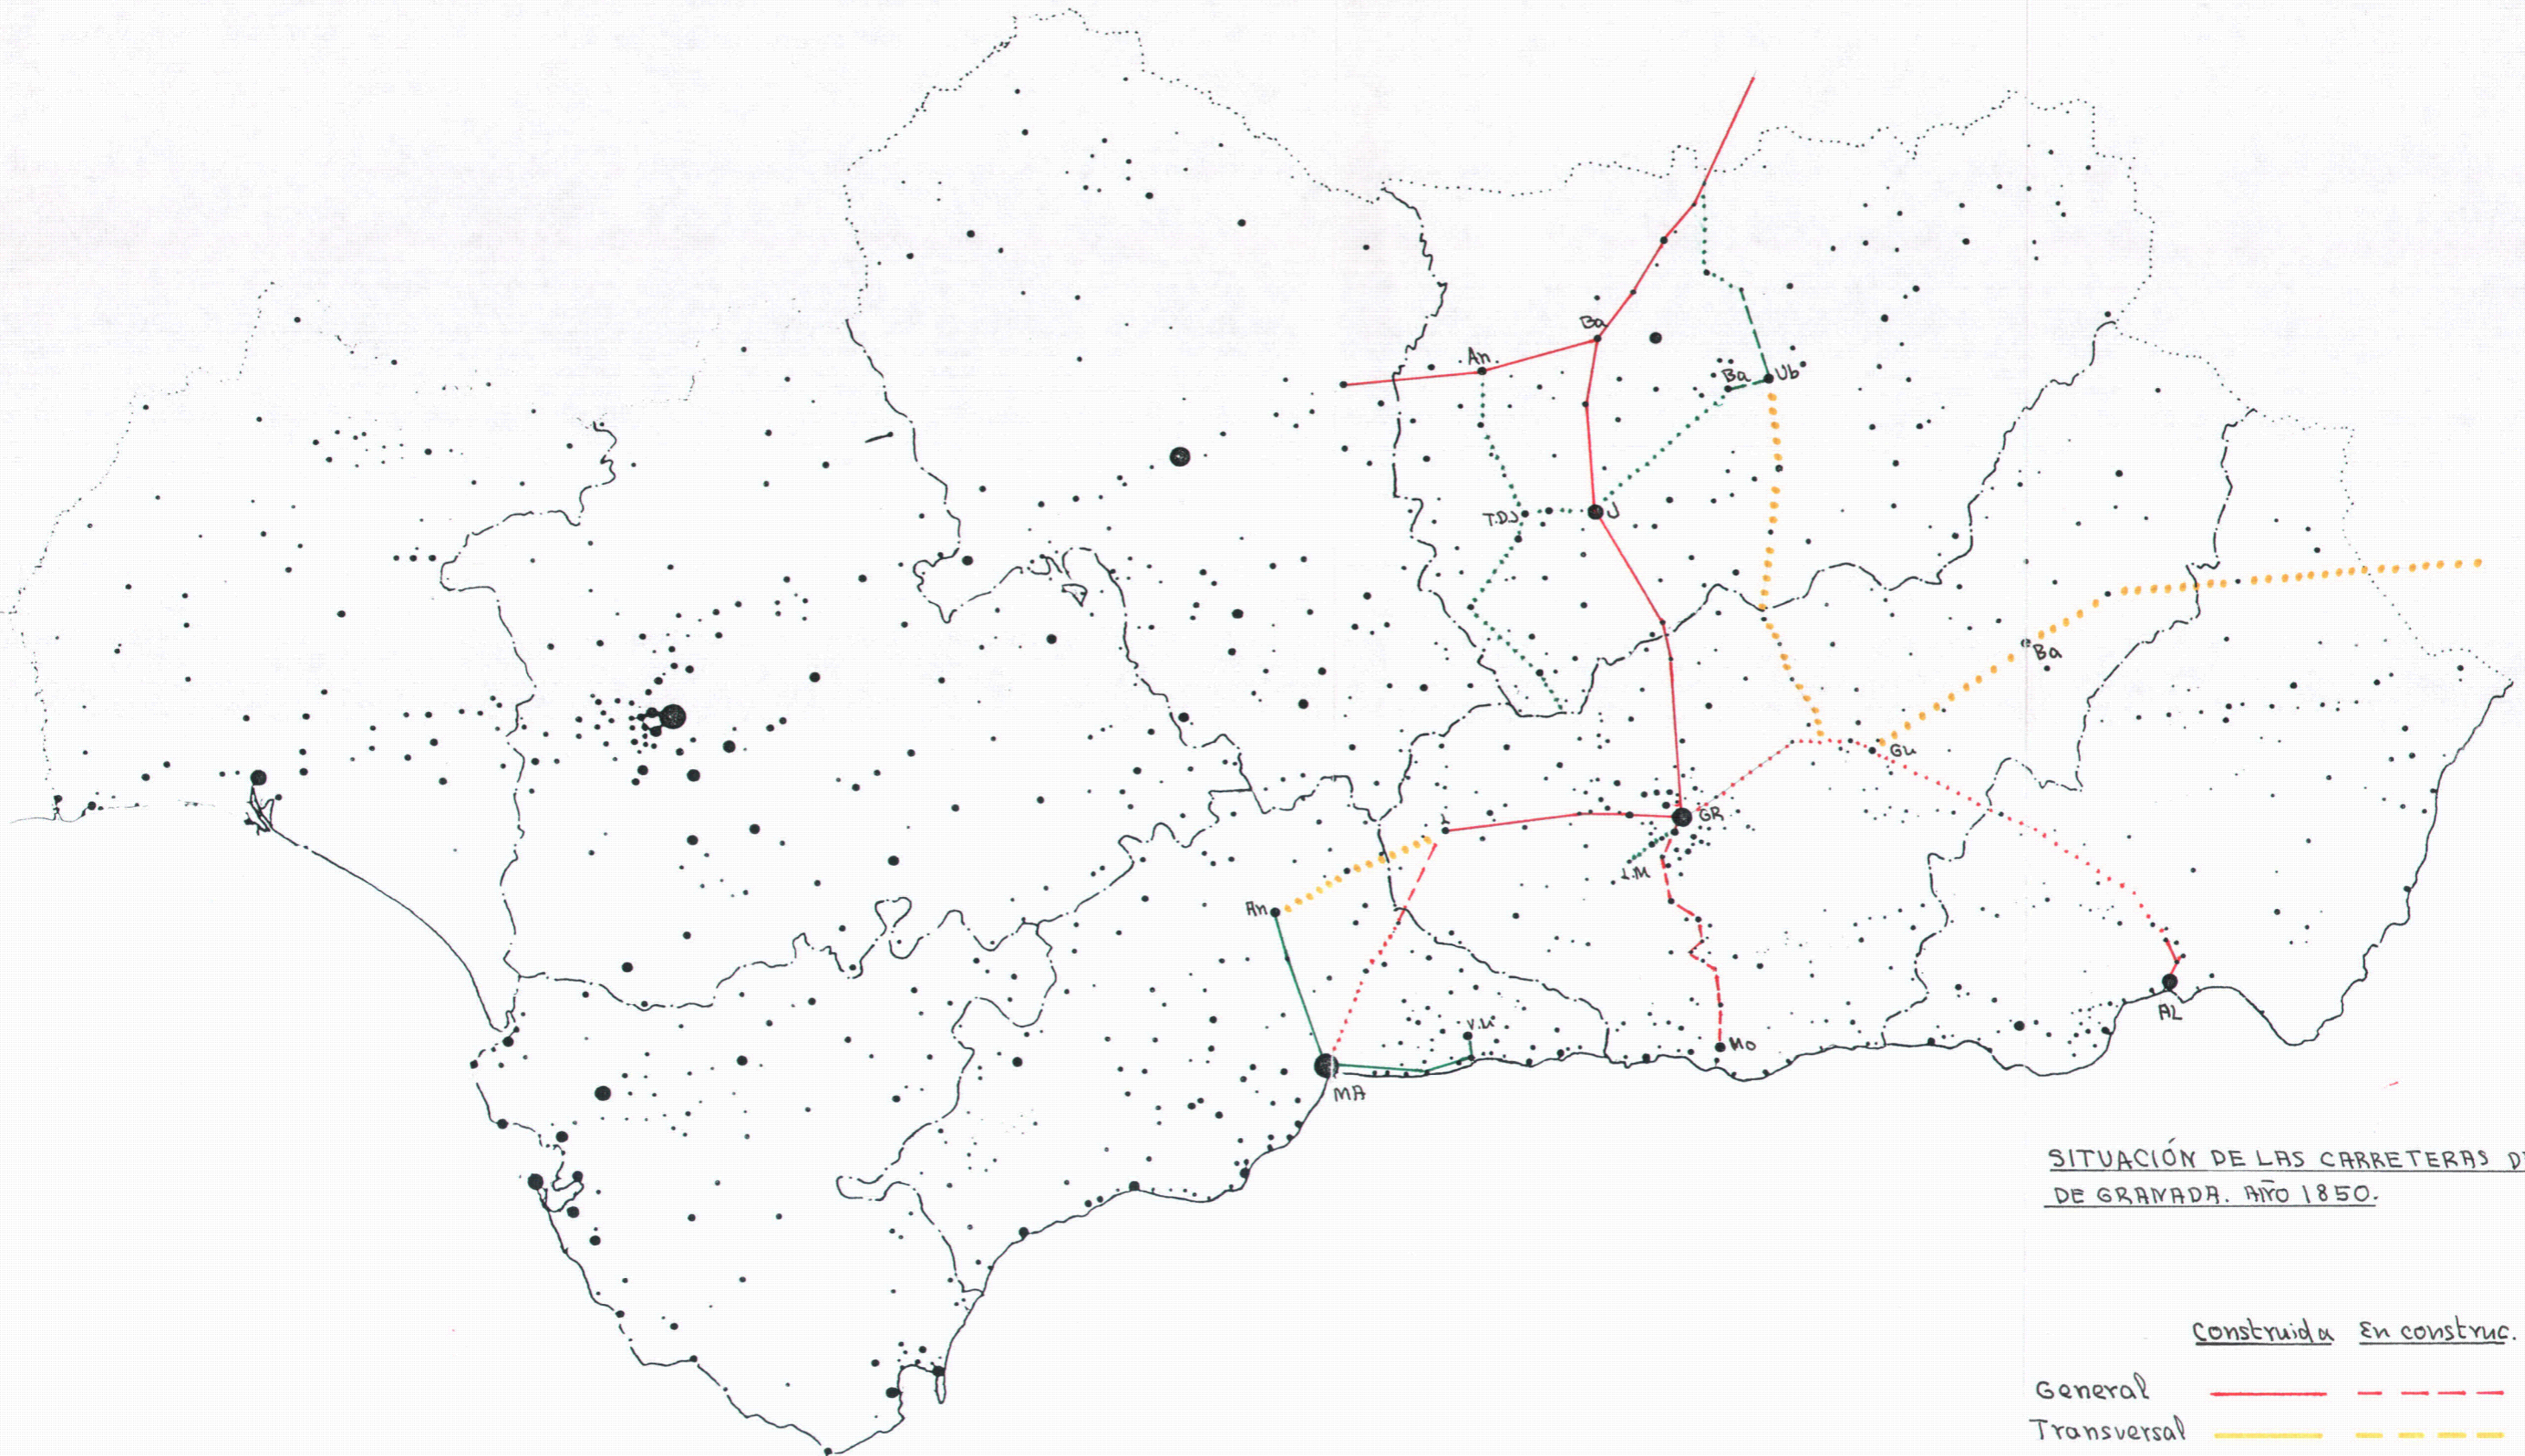 Ba
An.
Ba
Ub
T.DJ
J
Ba
Gu
L
GR
L.M
An
V.M
Mo
AL
MA
SITUACIÓN DE LAS CARRETERAS D
DE GRANADA. AÑO 1850.
Construida En construc.
General
Transversal